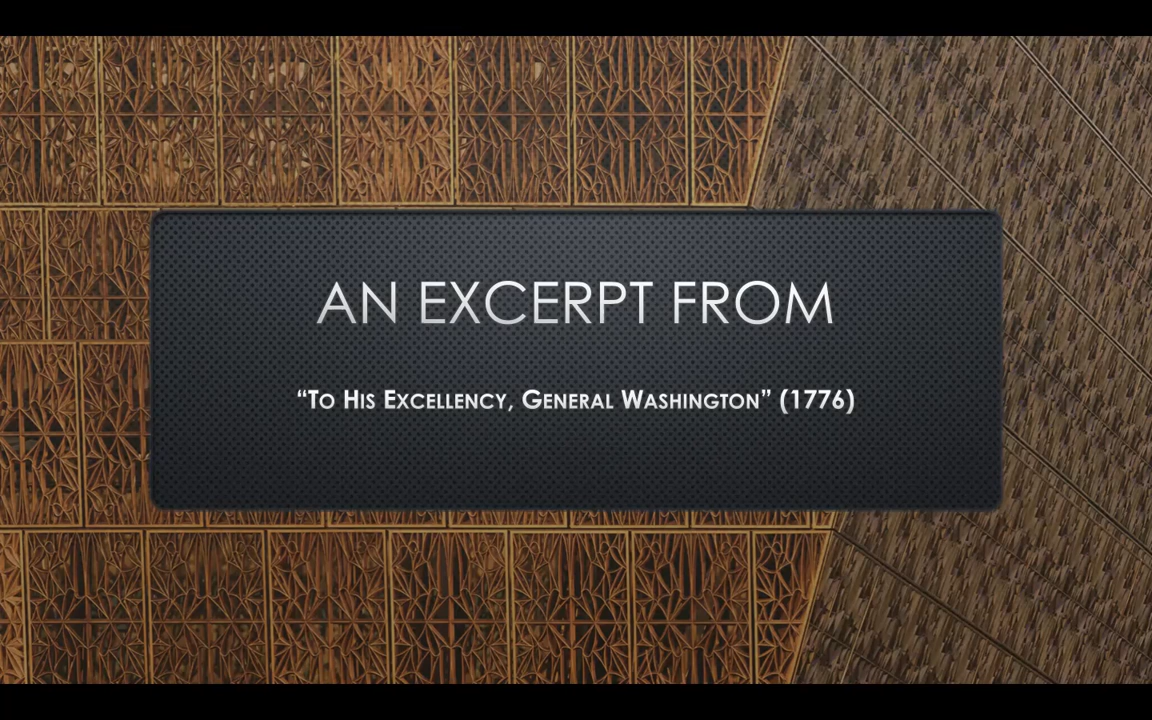 AN EXCERPT FROM
“TO HIS EXCELLENCY, GENERAL WASHINGTON” (1776)